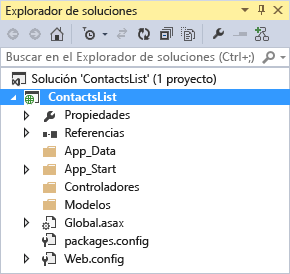 Explorador de soluciones
Buscar en el Explorador de soluciones (Ctrl+;)
Solución 'ContactsList' (1 proyecto)
ContactsList
Propiedades
Referencias
App_Data
App_Start
Controladores
Modelos
Global.asax
packages.config
Web.config